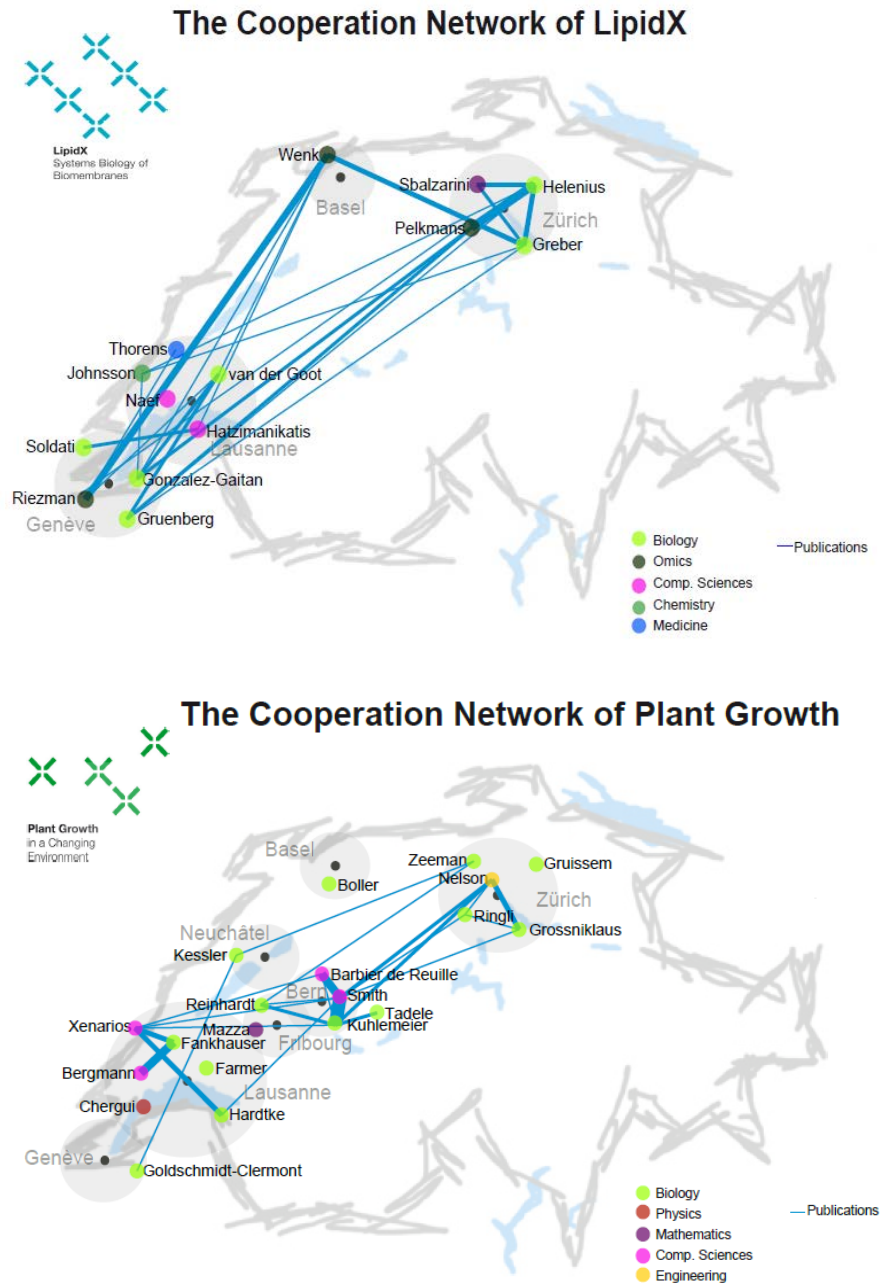 The Cooperation Network of LipidX
LipidX
Systems Biology of
Biomembranes
Wenk
Basel
Sbalzarini
Helenius
Zürich
Pelkmans
Greber
Thorens
Johnsson
van der Goot
Naef
Hatzimanikatis
Lausanne
Soldati
Gonzalez-Gaitan
Riezman
Genève
Gruenberg
Biology
Omics
Comp. Sciences
Chemistry
Medicine
Publications
The Cooperation Network of Plant Growth
Plant Growth
in a Changing
Environment
Basel
Boller
Zeeman
Gruissem
Nelson
Zürich
Ringli
Grossniklaus
Neuchâtel
Kessler
Barbier de Reuille
Bern
Smith
Reinhardt
Tadele
Kuhlemeier
Xenarios
Mazza
Fribourg
Fankhauser
Farmer
Bergmann
Lausanne
Chergui
Hardtke
Genève
Goldschmidt-Clermont
Biology
Physics
Mathematics
Comp. Sciences
Engineering
Publications